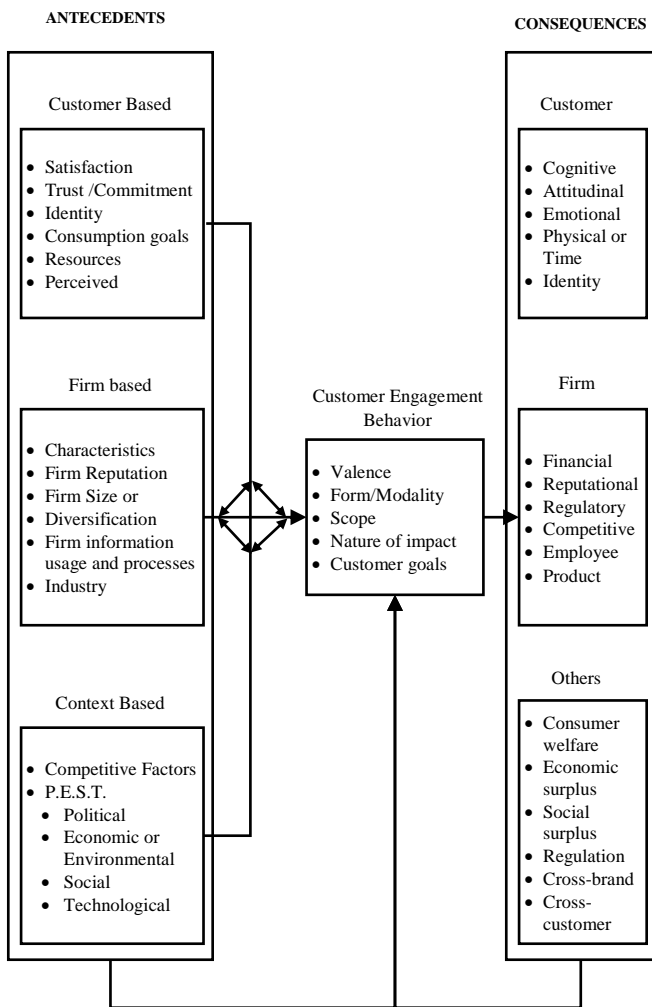 ANTECEDENTS
Customer Based
• Satisfaction
• Trust /Commitment
• Identity
• Consumption goals
• Resources
• Perceived
Firm based
• Characteristics
• Firm Reputation
• Firm Size or
• Diversification
• Firm information
usage and processes
• Industry
Context Based
• Competitive Factors
• P.E.S.T.
• Political
• Economic or
Environmental
• Social
• Technological
Customer Engagement
Behavior
• Valence
• Form/Modality
• Scope
• Nature of impact
• Customer goals
CONSEQUENCES
Customer
• Cognitive
• Attitudinal
• Emotional
• Physical or
Time
• Identity
Firm
• Financial
• Reputational
• Regulatory
• Competitive
• Employee
• Product
Others
• Consumer
welfare
• Economic
surplus
• Social
surplus
• Regulation
• Cross-brand
• Cross-
customer